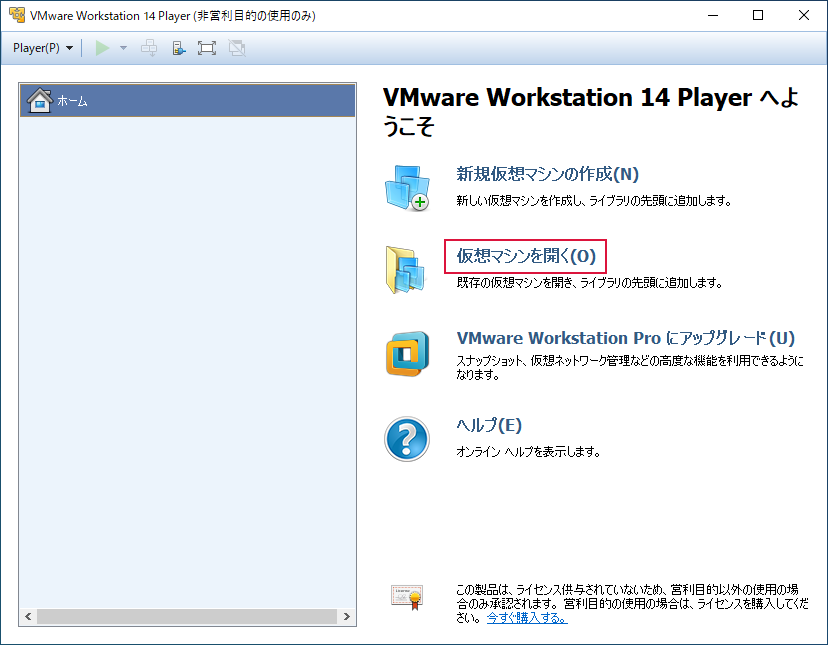 VMware Workstation 14 Player (非営利目的の使用のみ)
Player(P)
ホーム
VMware Workstation 14 Player へよ
うこそ
新規仮想マシンの作成(N)
新しい仮想マシンを作成し、ライブラリの先頭に追加します。
仮想マシンを開く(O)
既存の仮想マシンを開き、ライブラリの先頭に追加します。
VMware Workstation Pro にアップグレード(U)
スナップショット、仮想ネットワーク管理などの高度な機能を利用できるように
なります。
ヘルプ(E)
オンライン ヘルプを表示します。
この製品は、ライセンス供与されていないため、営利目的以外の使用の場
合のみ承認されます。営利目的の使用の場合は、ライセンスを購入してくだ
さい。今すぐ購入する。